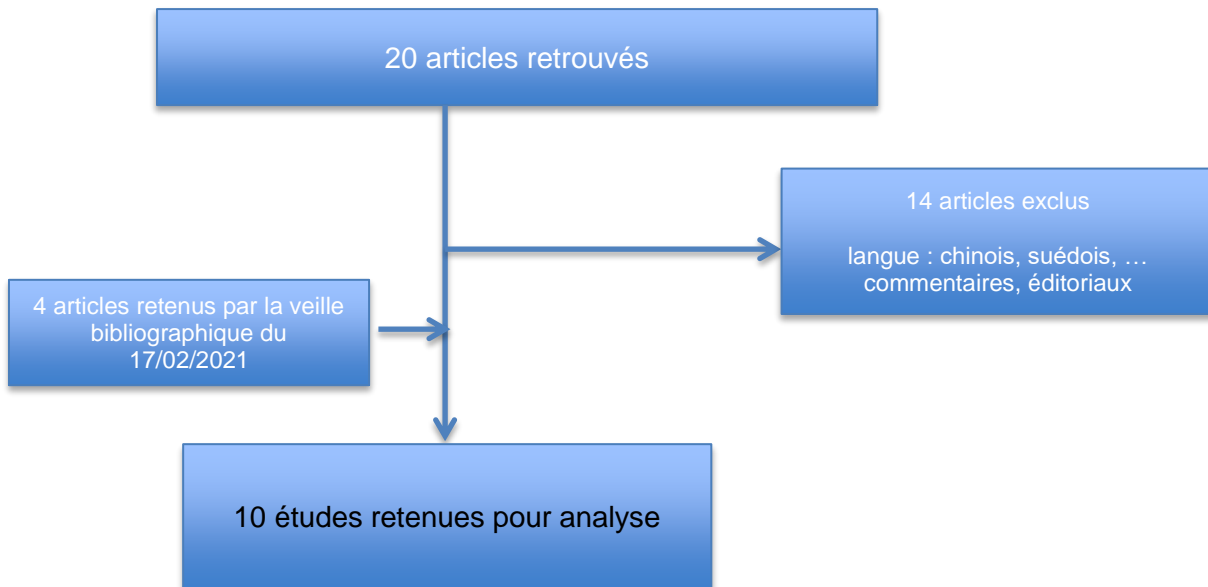 20 articles retrouvés
14 articles exclus
langue : chinois, suédois, …
commentaires, éditoriaux
4 articles retenus par la veille
bibliographique du
17/02/2021
10 études retenues pour analyse